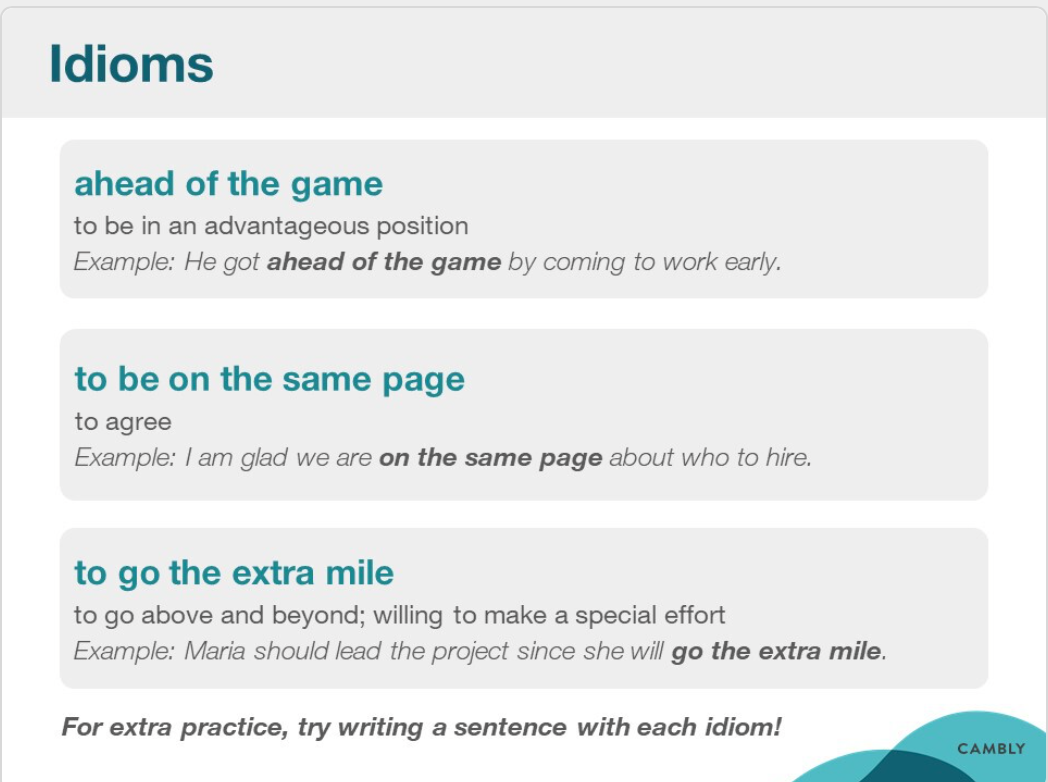 Idioms
ahead of the game
to be in an advantageous position
Example: He got ahead of the game by coming to work early.
to be on the same page
to agree
Example: I am glad we are on the same page about who to hire.
to go the extra mile
to go above and beyond; willing to make a special effort
Example: Maria should lead the project since she will go the extra mile.
For extra practice, try writing a sentence with each idiom!
CAMBLY